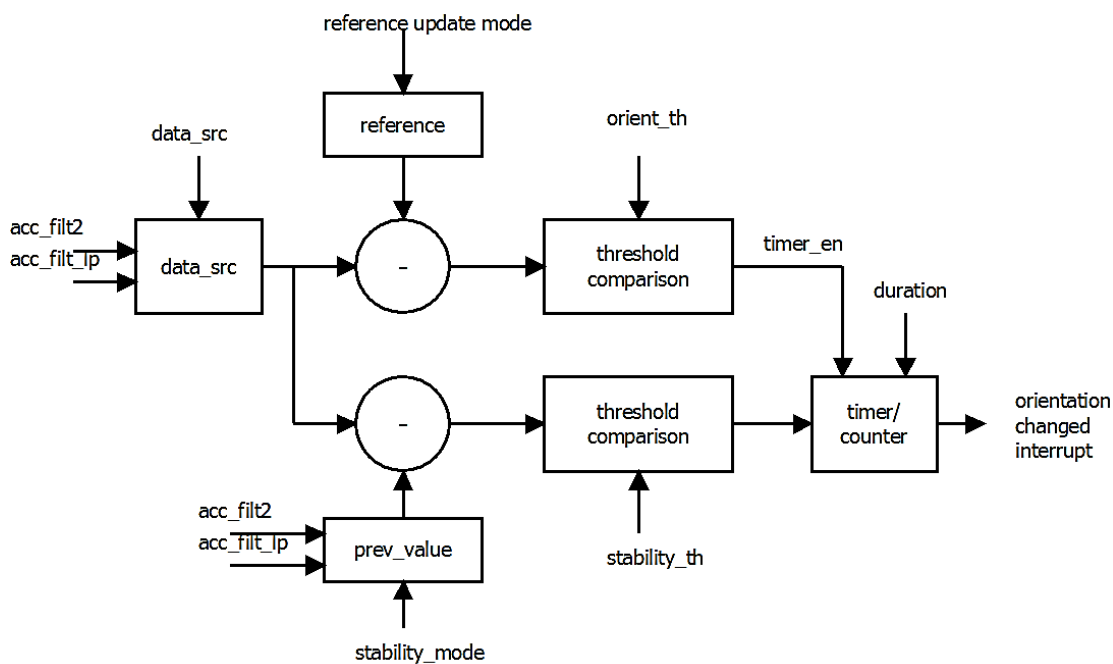 reference update mode
reference
orient_th
data_src
acc_filt2
acc_filt_lp
data_src
-
threshold
comparison
timer_en
duration
-
threshold
comparison
timer/
counter
orientation
changed
interrupt
acc_filt2
acc_filt_lp
prev_value
stability_th
stability_mode